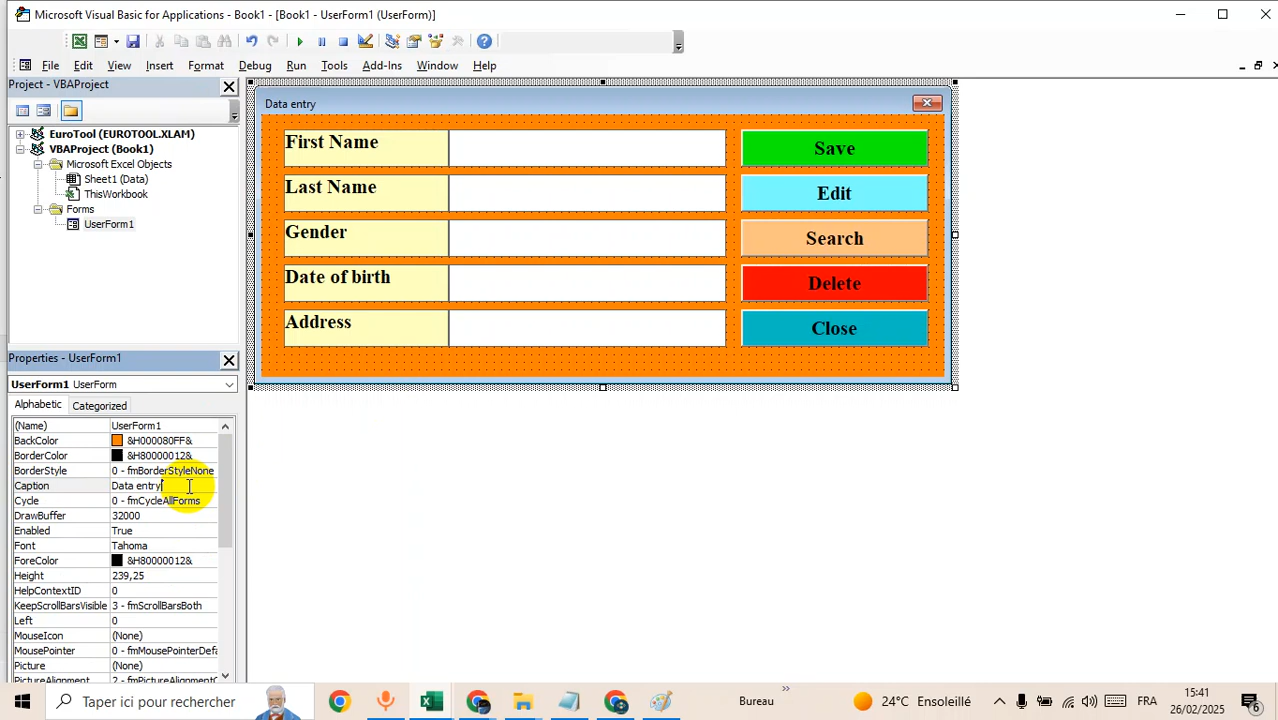 Microsoft Visual Basic for Applications - Book1 - [Book1 - UserForm1 (UserForm)]
File Edit View Insert Format Debug Run Tools Add-Ins Window Help
Project - VBAProject
EuroTool (EUROTOOL.XLAM)
VBAProject (Book1)
Microsoft Excel Objects
Sheet1 (Data)
ThisWorkbook
Forms
UserForm1
Data entry
First Name
Save
Last Name
Edit
Gender
Search
Date of birth
Delete
Address
Close
Properties - UserForm1
UserForm1 UserForm
Alphabetic Categorized
(Name) UserForm1
BackColor &H000080FF&
BorderColor &H80000012&
BorderStyle 0 - fmBorderStyleNone
Caption Data entry
Cycle 0 - fmCycleAllForms
DrawBuffer 32000
Enabled True
Font Tahoma
ForeColor &H80000012&
Height 239,25
HelpContextID 0
KeepScrollBarsVisible 3 - fmScrollBarsBoth
Left 0
MouseIcon (None)
MousePointer 0 - fmMousePointerDefa
Picture (None)
PictureAlignment 2 - fmPictureAlignment
Taper ici pour rechercher
Bureau
24°C Ensoleillé
FRA
15:41
26/02/2025
6